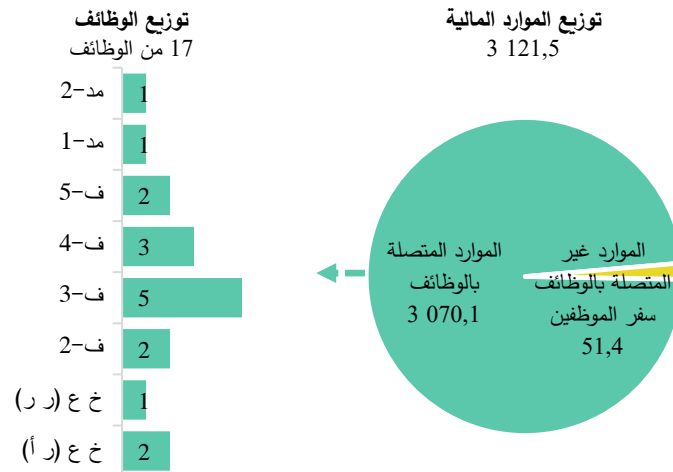 توزيع الموارد المالية
3 121,5
الموارد غير
المتصلة بالوظائف
سفر الموظفين
51,4
الموارد المتصلة
بالوظائف
3 070,1
توزيع الوظائف
17 من الوظائف
مد-2
1
مد-1
1
ف-5
2
ف-4
3
ف-3
5
ف-2
2
خ ع (ر ر)
1
خ ع (ر أ)
2